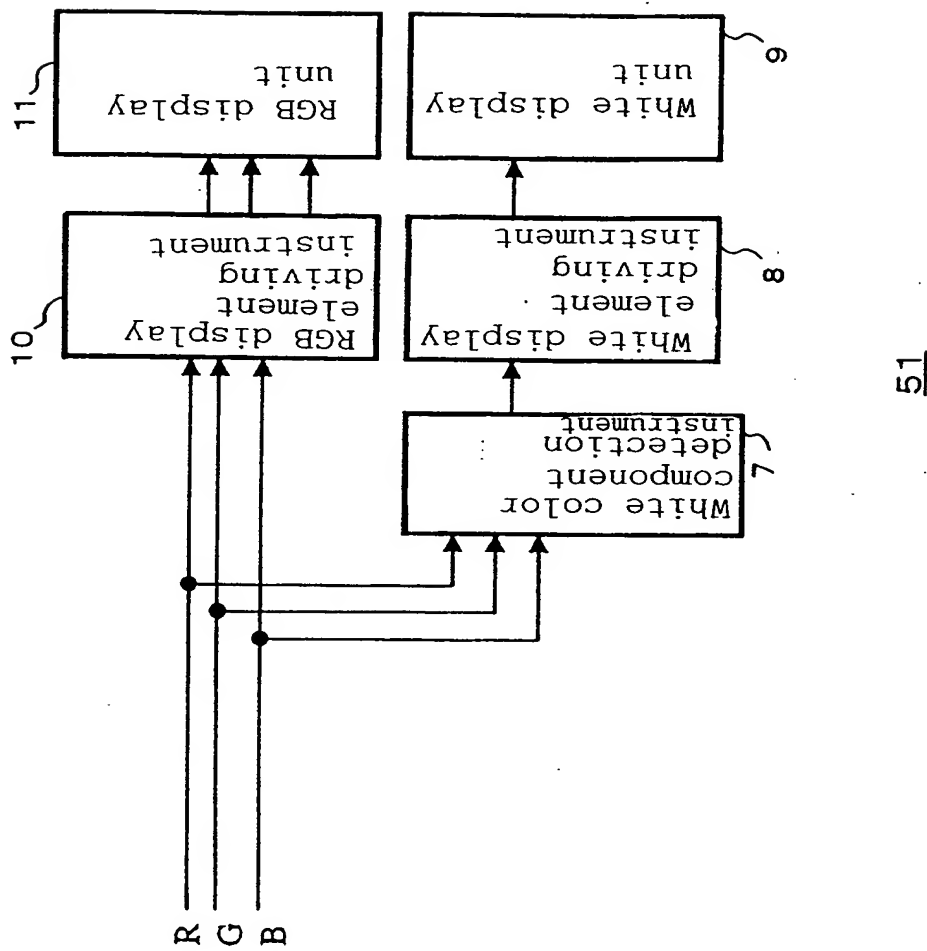 11
RGB display
unit
9
White display
unit
10
RGB display
element
driving
instrument
8
White display
element
driving
instrument
7
White color
component
detection
instrument
R
G
B
51